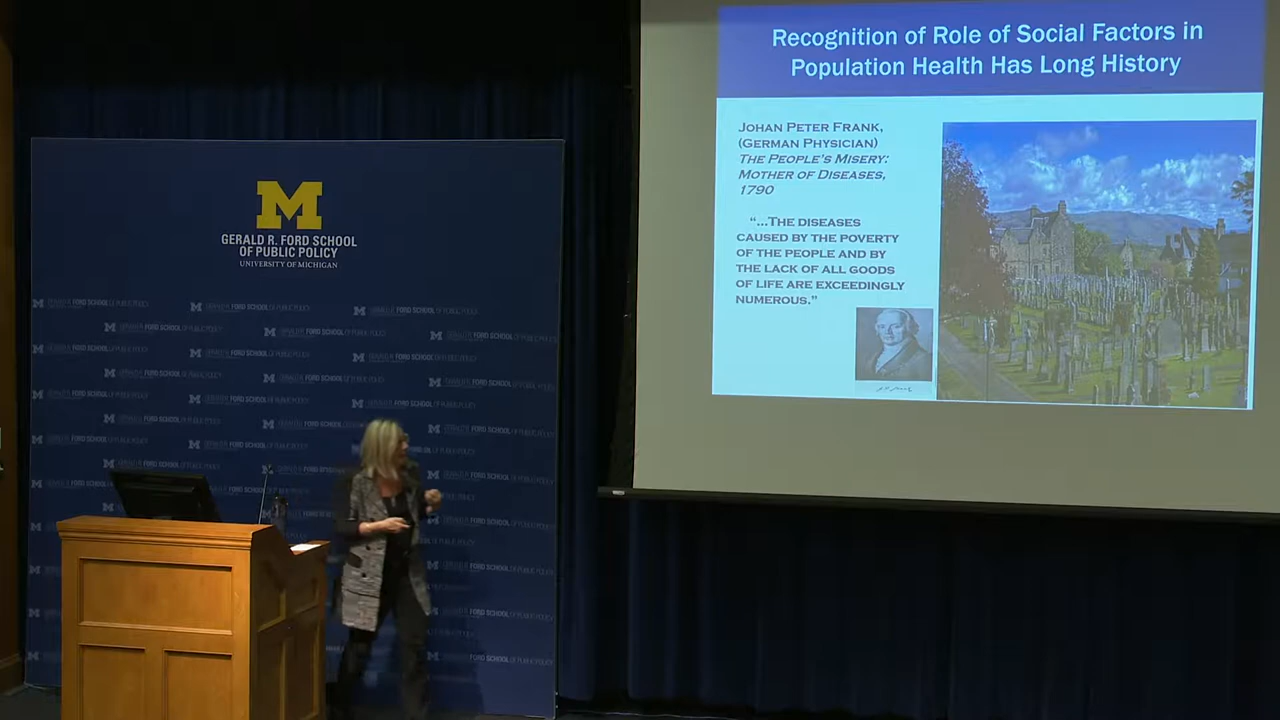 Recognition of Role of Social Factors in
Population Health Has Long History
JOHAN PETER FRANK,
(GERMAN PHYSICIAN)
THE PEOPLE'S MISERY:
MOTHER OF DISEASES,
1790
"...THE DISEASES
CAUSED BY THE POVERTY
OF THE PEOPLE AND BY
THE LACK OF ALL GOODS
OF LIFE ARE EXCEEDINGLY
NUMEROUS."
M
GERALD R. FORD SCHOOL
OF PUBLIC POLICY
UNIVERSITY OF MICHIGAN